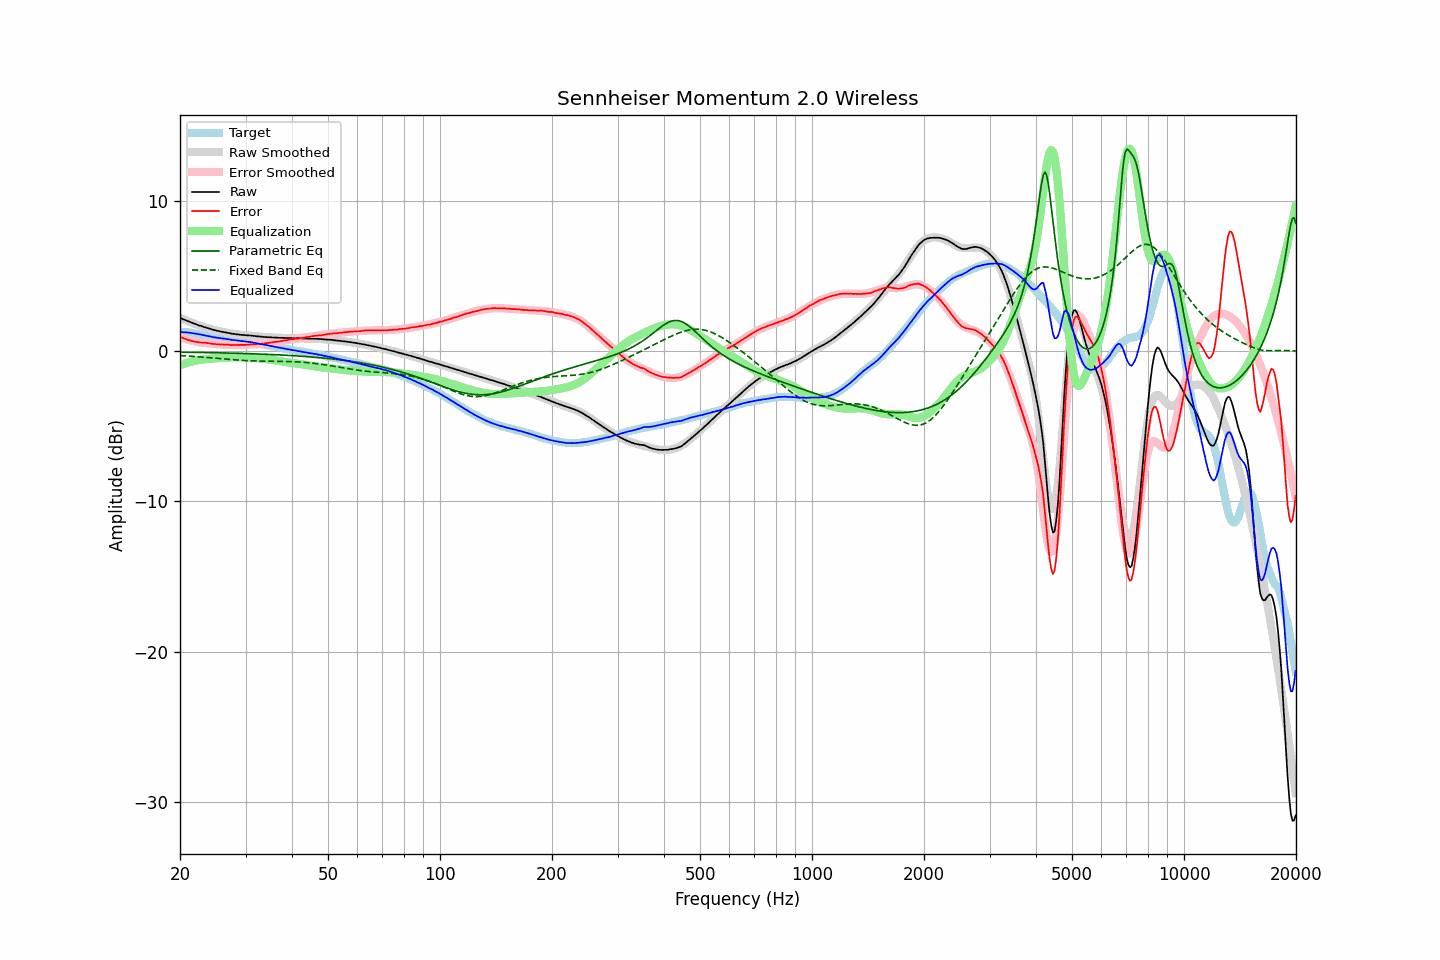 Sennheiser Momentum 2.0 Wireless
Target
Raw Smoothed
Error Smoothed
Raw
Error
Equalization
Parametric Eq
Fixed Band Eq
Equalized
Amplitude (dBr)
10
0
−10
−20
−30
20 50 100 200 500 1000 2000 5000 10000 20000
Frequency (Hz)